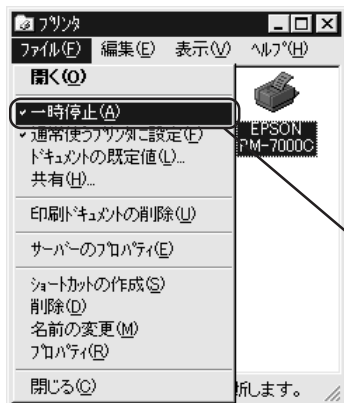 プリンタ
ファイル(F) 編集(E) 表示(V) ヘルプ(H)
開く(O)
一時停止(A)
通常使うプリンタに設定(F)
ドキュメントの既定値(L)...
共有(H)...
印刷ドキュメントの削除(U)
サーバーのプロパティ(E)
ショートカットの作成(S)
削除(D)
名前の変更(M)
プロパティ(R)
閉じる(C)
EPSON
PM-7000C
断します。